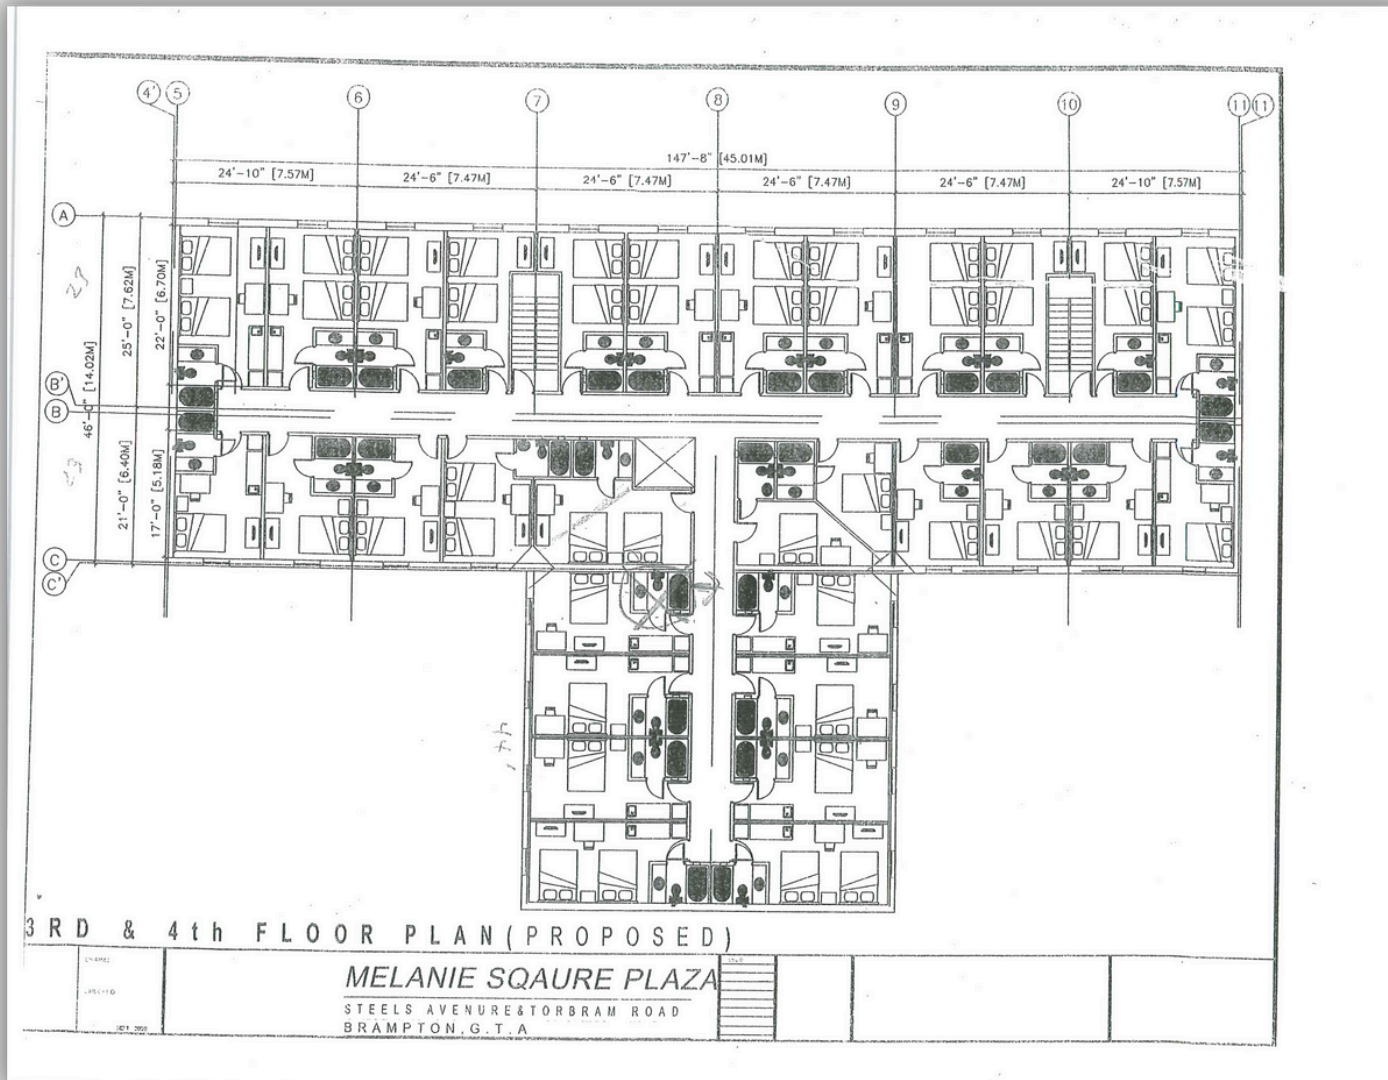 4' 5 6 7 8 9 10 11 11
147'-8" [45.01M]
24'-10" [7.57M] 24'-6" [7.47M] 24'-6" [7.47M] 24'-6" [7.47M] 24'-6" [7.47M] 24'-10" [7.57M]
A
23
25'-0" [7.62M]
22'-0" [6.70M]
46'-0" [14.02M]
B'
B
23
21'-0" [6.40M]
17'-0" [5.18M]
C
C'
44'
3RD & 4th FLOOR PLAN(PROPOSED)
MELANIE SQAURE PLAZA
STEELS AVENURE&TORBRAM ROAD
BRAMPTON,G.T.A